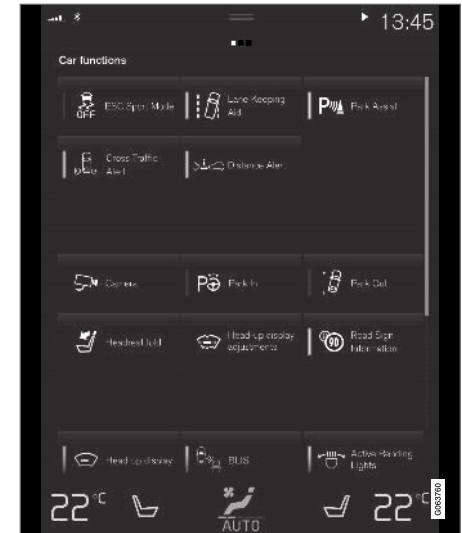 13:45
Car functions
OFF
ESC Sport Mode
Lane Keeping
Aid
P
Park Assist
Cross Traffic
Alert
Distance Alert
Camera
P
Park In
Park Out
Headrest fold
Head-up display
adjustments
90
Road Sign
Information
Head-up display
BLIS
Active Bending
Lights
22°C
AUTO
22°C
G063760